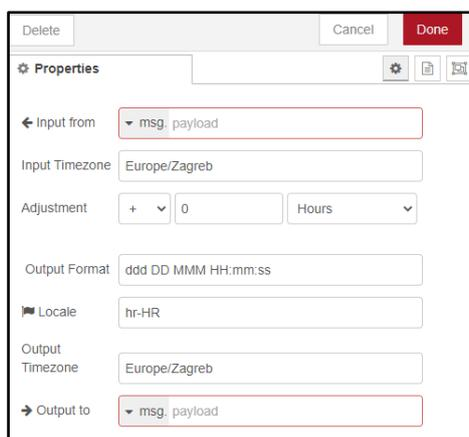 Delete Cancel Done
Properties
Input from msg. payload
Input Timezone Europe/Zagreb
Adjustment + 0 Hours
Output Format ddd DD MMM HH:mm:ss
Locale hr-HR
Output
Timezone Europe/Zagreb
Output to msg. payload